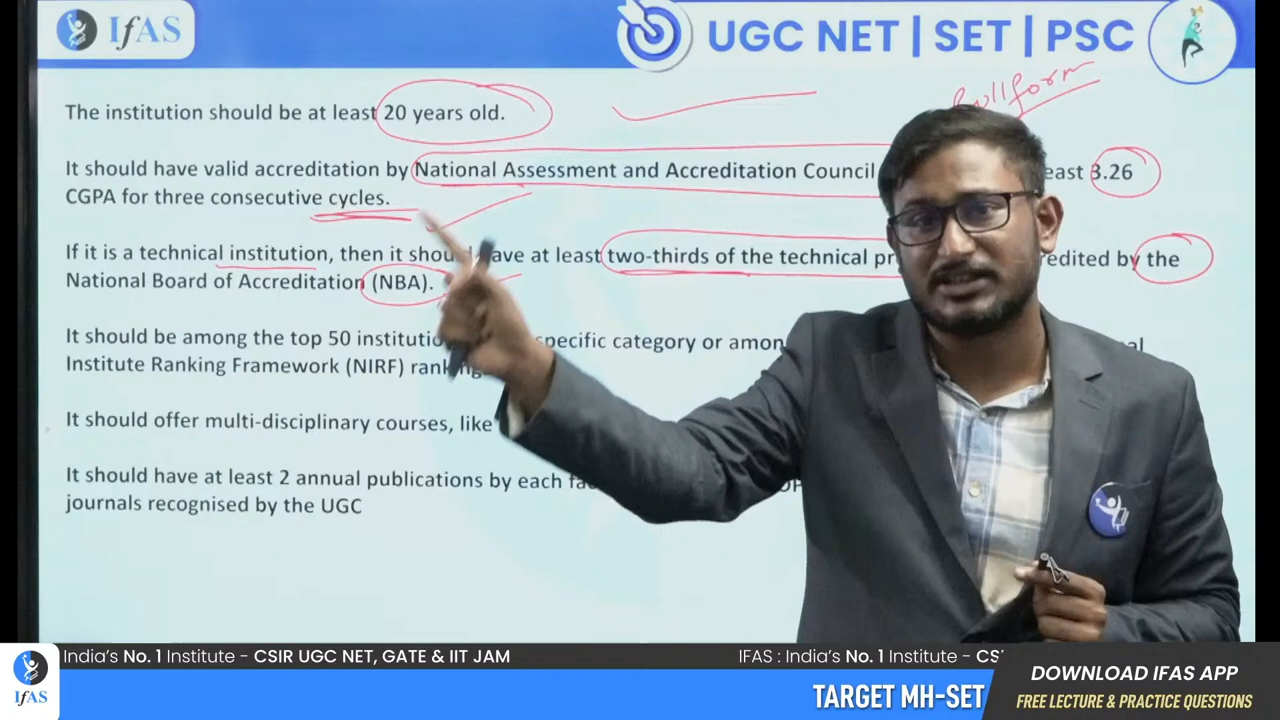 IfAS
UGC NET | SET | PSC
fullform
The institution should be at least 20 years old.
It should have valid accreditation by National Assessment and Accreditation Council east 3.26
CGPA for three consecutive cycles.
If it is a technical institution, then it should have at least two-thirds of the technical pr redited by the
National Board of Accreditation (NBA).
It should be among the top 50 institutio pecific category or amon al
Institute Ranking Framework (NIRF) rankings
It should offer multi-disciplinary courses, like
It should have at least 2 annual publications by each fa
journals recognised by the UGC
India's No. 1 Institute - CSIR UGC NET, GATE & IIT JAM IFAS : India's No. 1 Institute - CS
DOWNLOAD IFAS APP
IfAS
TARGET MH-SET
FREE LECTURE & PRACTICE QUESTIONS